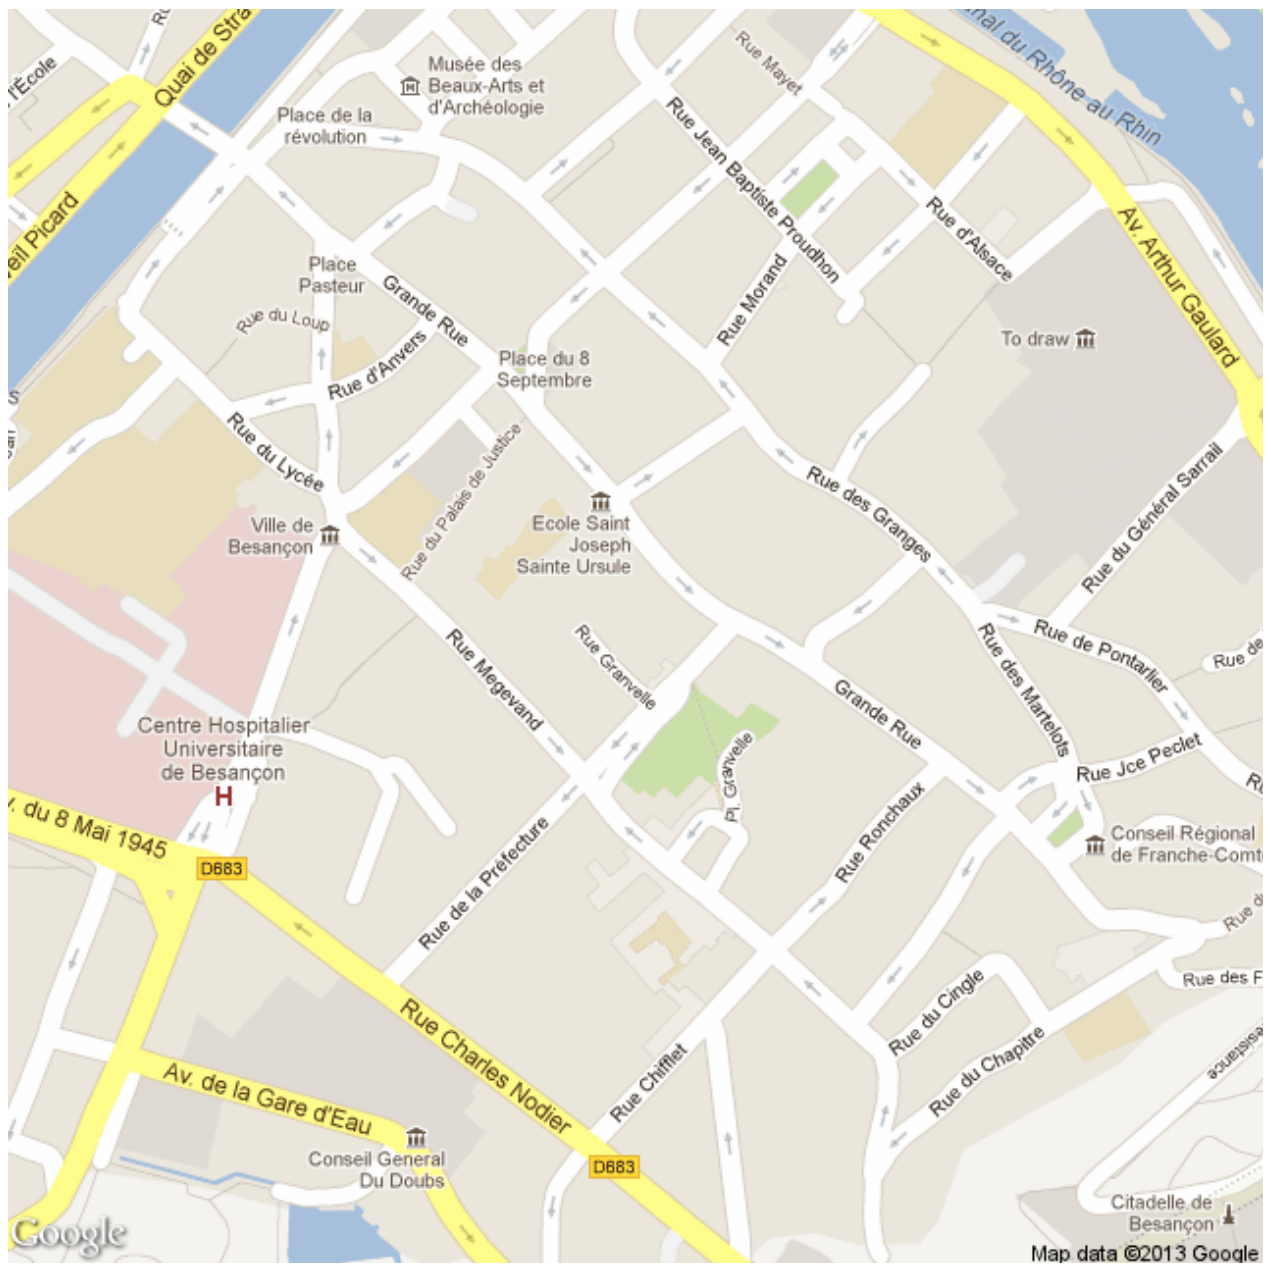 l'École
Quai de Stra
Musée des
Beaux-Arts et
d'Archéologie
Rue Mayet
nal du Rhône au Rhin
Place de la
révolution
Rue Jean Baptiste Proudhon
eil Picard
Rue d'Alsace
Av. Arthur Gaulard
Place
Pasteur
Grande Rue
Rue Morand
Rue du Loup
To draw
Rue d'Anvers
Place du 8
Septembre
Rue du Lycée
Rue du Palais de Justice
Rue des Granges
Rue du Général Sarrail
Ville de
Besançon
Ecole Saint
Joseph
Sainte Ursule
Rue Megevand
Rue Granvelle
Rue des Martelots
Rue de Pontarlier
Rue de
Grande Rue
Centre Hospitalier
Universitaire
de Besançon
H
Pl. Granvelle
Rue Jce Peclet
Ru
v. du 8 Mai 1945
D683
Rue de la Préfecture
Rue Ronchaux
Conseil Régional
de Franche-Comt
Rue du
Rue des F
Rue Charles Nodier
Rue du Cingle
Rue du Chapitre
Rue Chifflet
Av. de la Gare d'Eau
Conseil General
Du Doubs
D683
Citadelle de
Besançon
Google
Map data ©2013 Google